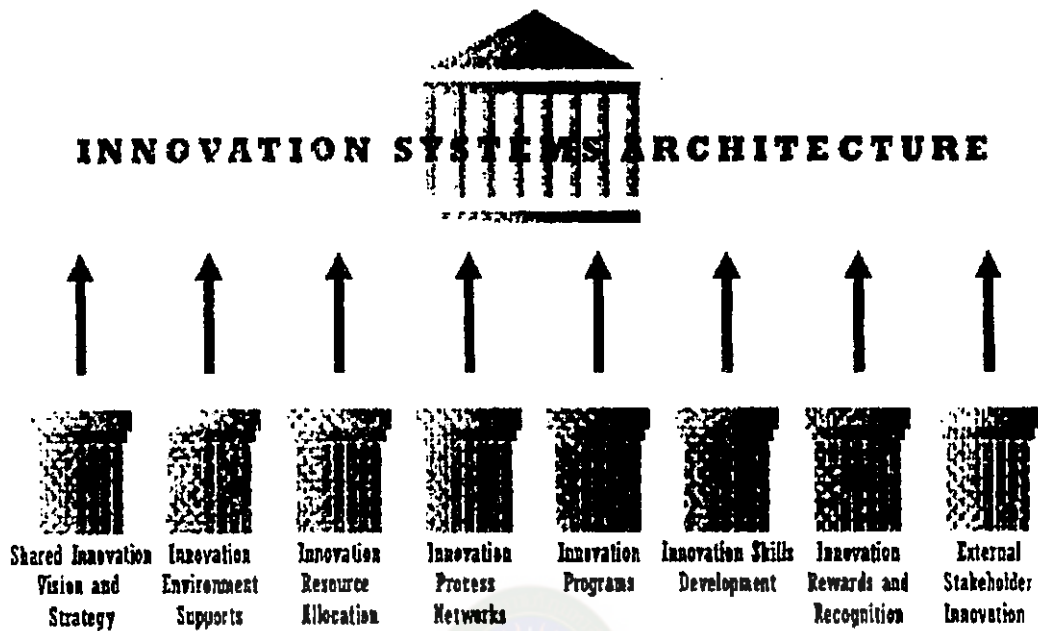 INNOVATION SYSTEMS ARCHITECTURE
Shared Innovation
Vision and
Strategy
Innovation
Environment
Supports
Innovation
Resource
Allocation
Innovation
Process
Networks
Innovation
Programs
Innovation Skills
Development
Innovation
Rewards and
Recognition
External
Stakeholder
Innovation